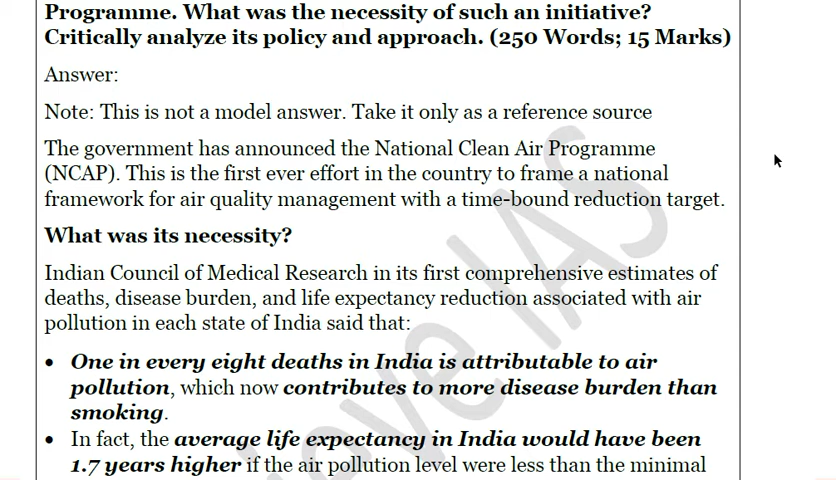 Programme. What was the necessity of such an initiative?
Critically analyze its policy and approach. (250 Words; 15 Marks)
Answer:
Note: This is not a model answer. Take it only as a reference source
The government has announced the National Clean Air Programme
(NCAP). This is the first ever effort in the country to frame a national
framework for air quality management with a time-bound reduction target.
What was its necessity?
Indian Council of Medical Research in its first comprehensive estimates of
deaths, disease burden, and life expectancy reduction associated with air
pollution in each state of India said that:
• One in every eight deaths in India is attributable to air
pollution, which now contributes to more disease burden than
smoking.
• In fact, the average life expectancy in India would have been
1.7 years higher if the air pollution level were less than the minimal